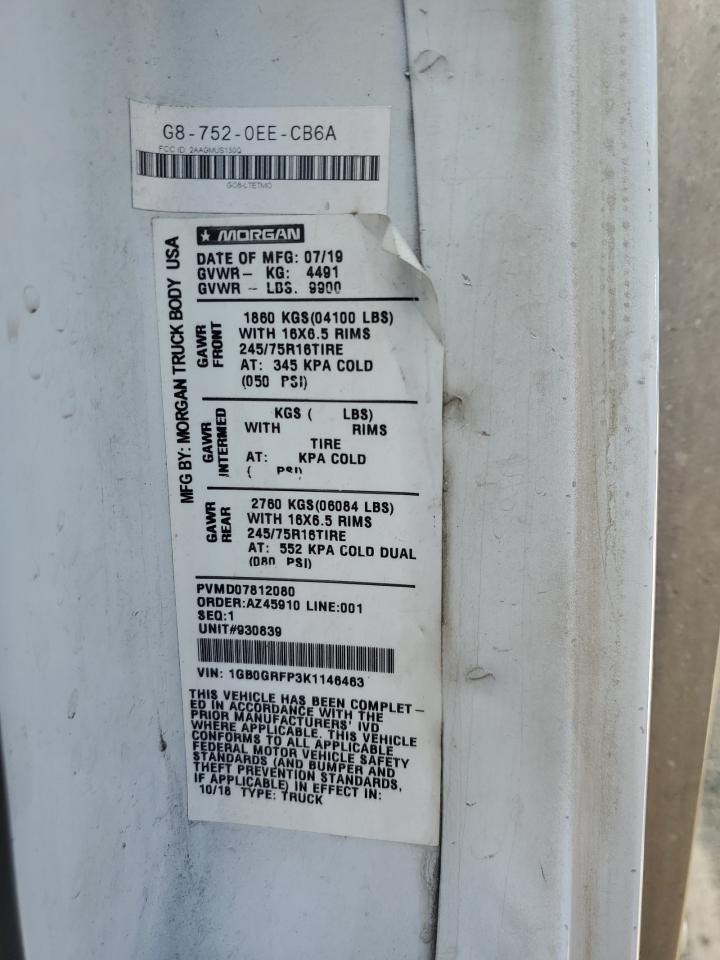 G8-752-0EE-CB6A
FCC ID: 2AAGMUS130Q
GO8-LTETMO
MORGAN
MFG BY: MORGAN TRUCK BODY USA
DATE OF MFG: 07/19
GVWR- KG: 4491
GVWR - LBS. 9900
GAWR FRONT
1860 KGS(04100 LBS)
WITH 16X6.5 RIMS
245/75R16TIRE
AT: 345 KPA COLD
(050 PSI)
GAWR INTERMED
KGS ( LBS)
WITH RIMS
TIRE
AT: KPA COLD
( PSI)
GAWR REAR
2760 KGS(06084 LBS)
WITH 16X6.5 RIMS
245/75R16TIRE
AT: 552 KPA COLD DUAL
(080 PSI)
PVMD07812080
ORDER:AZ45910 LINE:001
SEQ:1
UNIT#930839
VIN: 1GB0GRFP3K1146463
THIS VEHICLE HAS BEEN COMPLET-
ED IN ACCORDANCE WITH THE
PRIOR MANUFACTURERS' IVD
WHERE APPLICABLE. THIS VEHICLE
CONFORMS TO ALL APPLICABLE
FEDERAL MOTOR VEHICLE SAFETY
STANDARDS (AND BUMPER AND
THEFT PREVENTION STANDARDS,
IF APPLICABLE) IN EFFECT IN:
10/18 TYPE: TRUCK